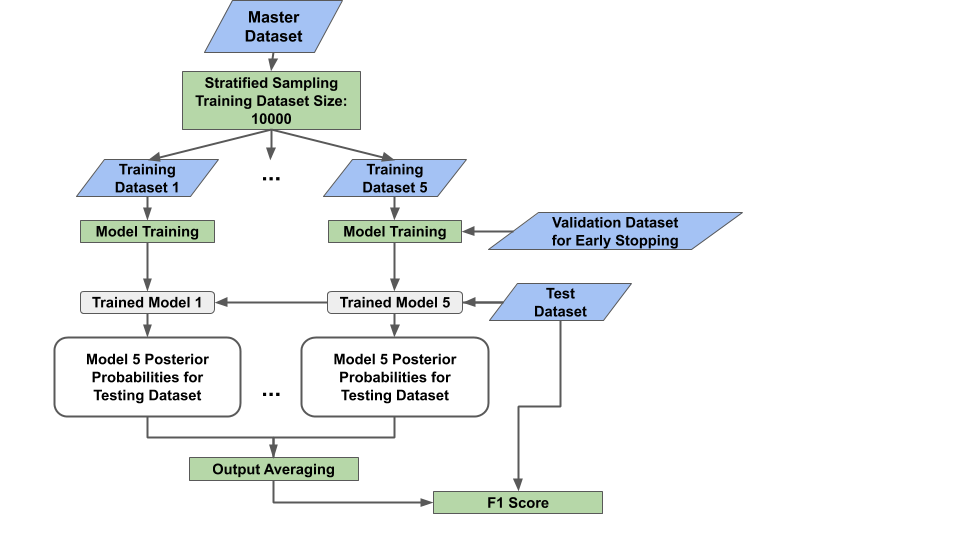 Master
Dataset
Stratified Sampling
Training Dataset Size:
10000
Training
Dataset 1
...
Training
Dataset 5
Model Training
Model Training
Validation Dataset
for Early Stopping
Trained Model 1
Trained Model 5
Test
Dataset
Model 5 Posterior
Probabilities for
Testing Dataset
...
Model 5 Posterior
Probabilities for
Testing Dataset
Output Averaging
F1 Score